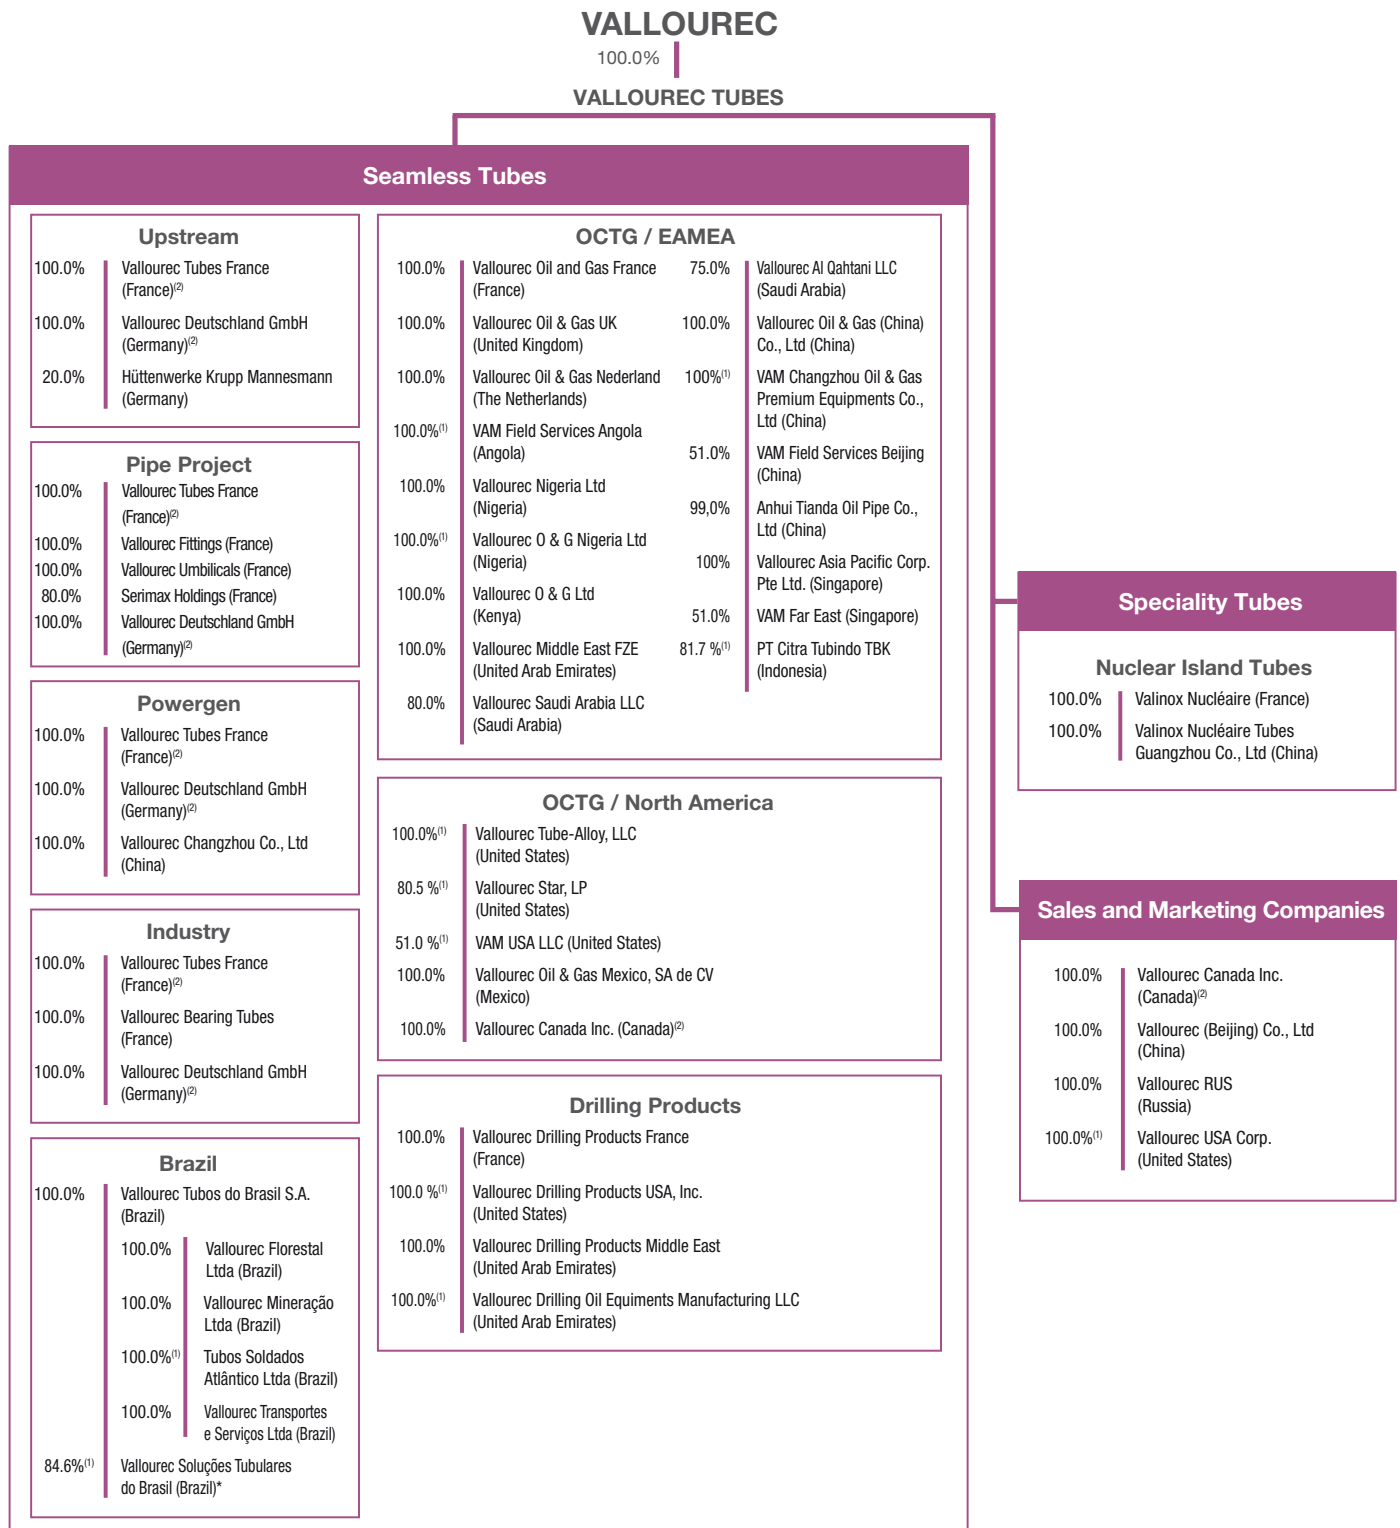 VALLOUREC
100.0%
VALLOUREC TUBES
Seamless Tubes
Upstream
100.0% Vallourec Tubes France
(France)(2)
100.0% Vallourec Deutschland GmbH
(Germany)(2)
20.0% Hüttenwerke Krupp Mannesmann
(Germany)
Pipe Project
100.0% Vallourec Tubes France
(France)(2)
100.0% Vallourec Fittings (France)
100.0% Vallourec Umbilicals (France)
80.0% Serimax Holdings (France)
100.0% Vallourec Deutschland GmbH
(Germany)(2)
Powergen
100.0% Vallourec Tubes France
(France)(2)
100.0% Vallourec Deutschland GmbH
(Germany)(2)
100.0% Vallourec Changzhou Co., Ltd
(China)
Industry
100.0% Vallourec Tubes France
(France)(2)
100.0% Vallourec Bearing Tubes
(France)
100.0% Vallourec Deutschland GmbH
(Germany)(2)
Brazil
100.0% Vallourec Tubos do Brasil S.A.
(Brazil)
100.0% Vallourec Florestal
Ltda (Brazil)
100.0% Vallourec Mineração
Ltda (Brazil)
100.0%(1) Tubos Soldados
Atlântico Ltda (Brazil)
100.0% Vallourec Transportes
e Serviços Ltda (Brazil)
84.6%(1) Vallourec Soluções Tubulares
do Brasil (Brazil)*
OCTG / EAMEA
100.0% Vallourec Oil and Gas France
(France)
100.0% Vallourec Oil & Gas UK
(United Kingdom)
100.0% Vallourec Oil & Gas Nederland
(The Netherlands)
100.0%(1) VAM Field Services Angola
(Angola)
100.0% Vallourec Nigeria Ltd
(Nigeria)
100.0%(1) Vallourec O & G Nigeria Ltd
(Nigeria)
100.0% Vallourec O & G Ltd
(Kenya)
100.0% Vallourec Middle East FZE
(United Arab Emirates)
80.0% Vallourec Saudi Arabia LLC
(Saudi Arabia)
75.0% Vallourec Al Qahtani LLC
(Saudi Arabia)
100.0% Vallourec Oil & Gas (China)
Co., Ltd (China)
100%(1) VAM Changzhou Oil & Gas
Premium Equipments Co.,
Ltd (China)
51.0% VAM Field Services Beijing
(China)
99,0% Anhui Tianda Oil Pipe Co.,
Ltd (China)
100% Vallourec Asia Pacific Corp.
Pte Ltd. (Singapore)
51.0% VAM Far East (Singapore)
81.7 %(1) PT Citra Tubindo TBK
(Indonesia)
OCTG / North America
100.0%(1) Vallourec Tube-Alloy, LLC
(United States)
80.5 %(1) Vallourec Star, LP
(United States)
51.0 %(1) VAM USA LLC (United States)
100.0% Vallourec Oil & Gas Mexico, SA de CV
(Mexico)
100.0% Vallourec Canada Inc. (Canada)(2)
Drilling Products
100.0% Vallourec Drilling Products France
(France)
100.0 %(1) Vallourec Drilling Products USA, Inc.
(United States)
100.0% Vallourec Drilling Products Middle East
(United Arab Emirates)
100.0%(1) Vallourec Drilling Oil Equiments Manufacturing LLC
(United Arab Emirates)
Speciality Tubes
Nuclear Island Tubes
100.0% Valinox Nucléaire (France)
100.0% Valinox Nucléaire Tubes
Guangzhou Co., Ltd (China)
Sales and Marketing Companies
100.0% Vallourec Canada Inc.
(Canada)(2)
100.0% Vallourec (Beijing) Co., Ltd
(China)
100.0% Vallourec RUS
(Russia)
100.0%(1) Vallourec USA Corp.
(United States)